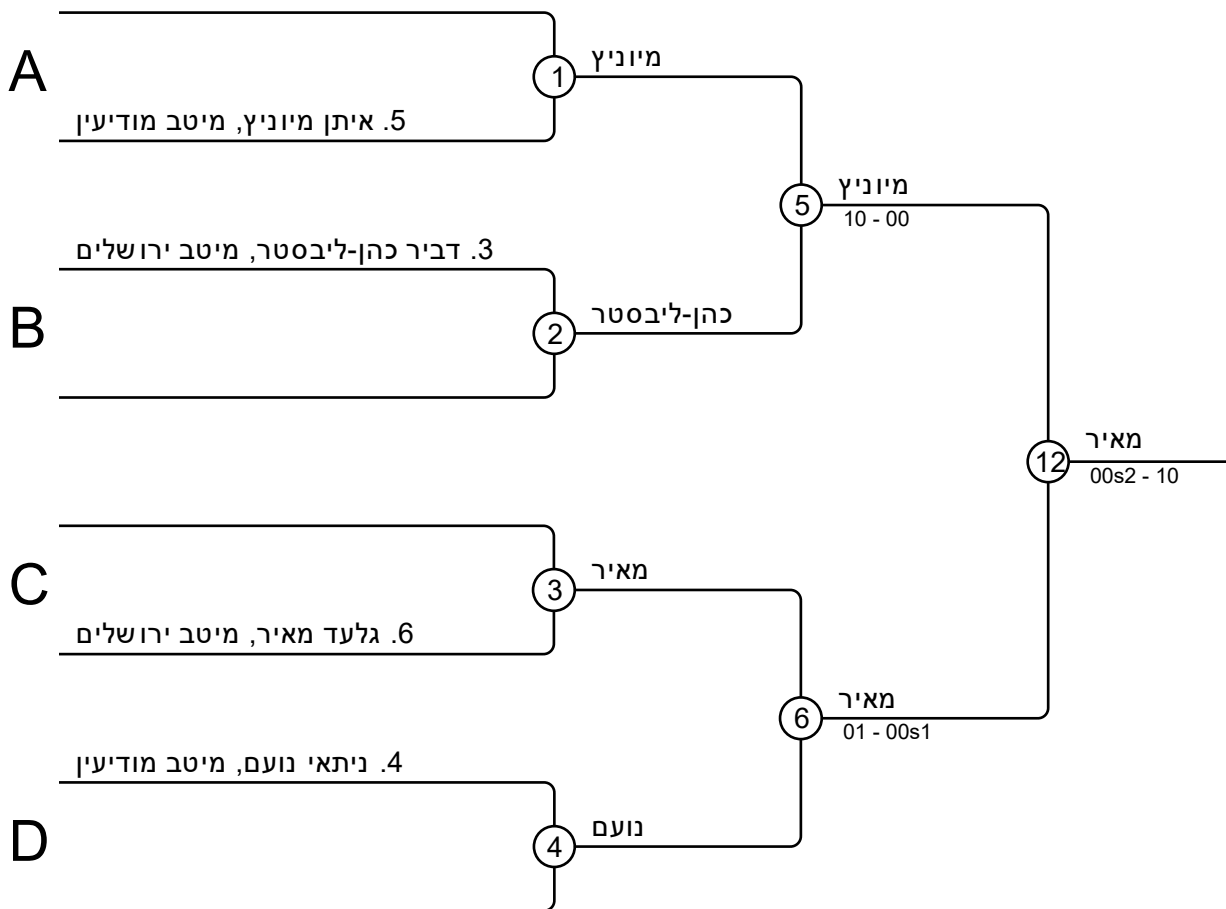 A
1
מיוניץ
5. איתן מיוניץ, מיטב מודיעין
5
מיוניץ
10 - 00
3. דביר כהן-ליבסטר, מיטב ירושלים
B
2
כהן-ליבסטר
12
מאיר
00s2 - 10
C
3
מאיר
6. גלעד מאיר, מיטב ירושלים
6
מאיר
01 - 00s1
4. ניתאי נועם, מיטב מודיעין
D
4
נועם